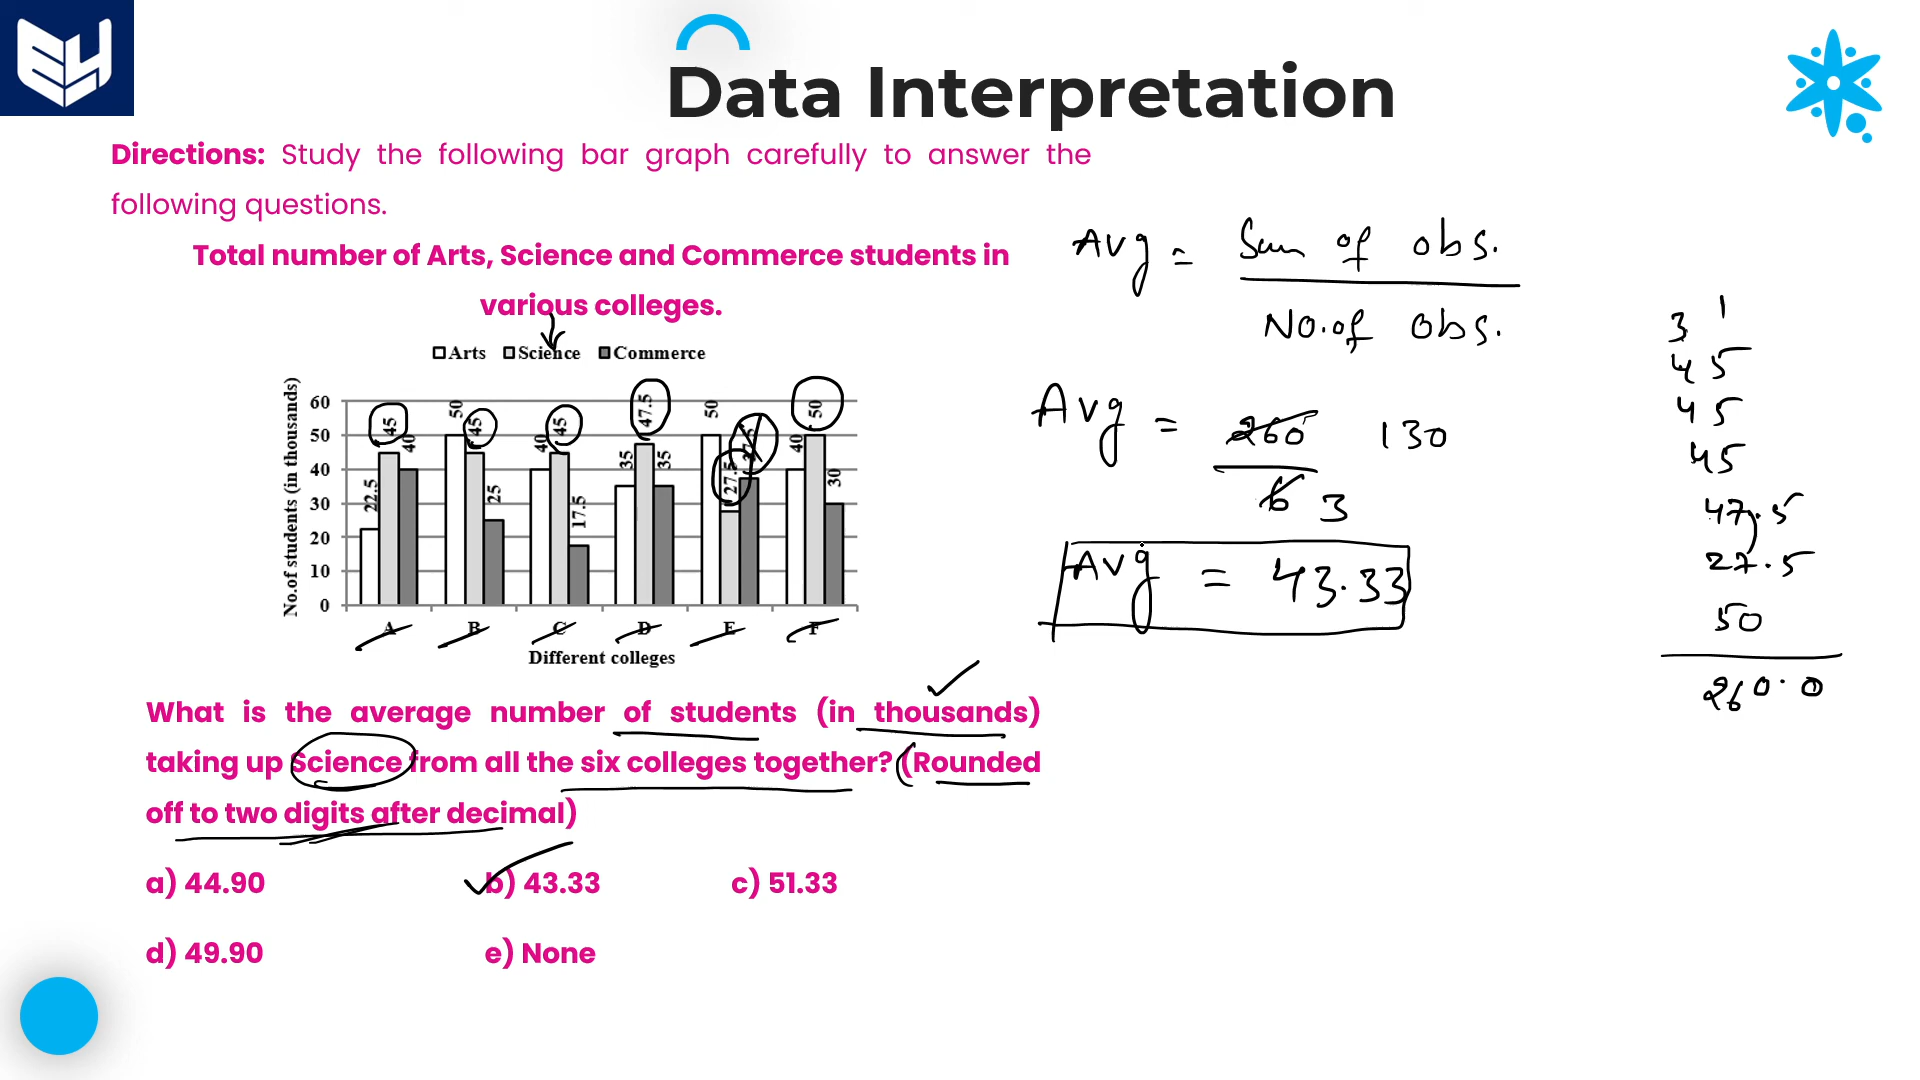 EY
Data Interpretation
Directions: Study the following bar graph carefully to answer the
following questions.
Total number of Arts, Science and Commerce students in
various colleges.
Arts Science Commerce
No.of students (in thousands)
60
50
40
30
20
10
0
22.5 45 40
50 45 25
40 45 17.5
35 47.5 35
50 27.5 37.5
40 50 30
A B C D E F
Different colleges
What is the average number of students (in thousands)
taking up Science from all the six colleges together? (Rounded
off to two digits after decimal)
a) 44.90 b) 43.33 c) 51.33
d) 49.90 e) None
Avg = Sum of obs.
No.of obs.
Avg = 260 130
6 3
Avg = 43.33
3 1
45
45
45
47.5
27.5
50
260.0